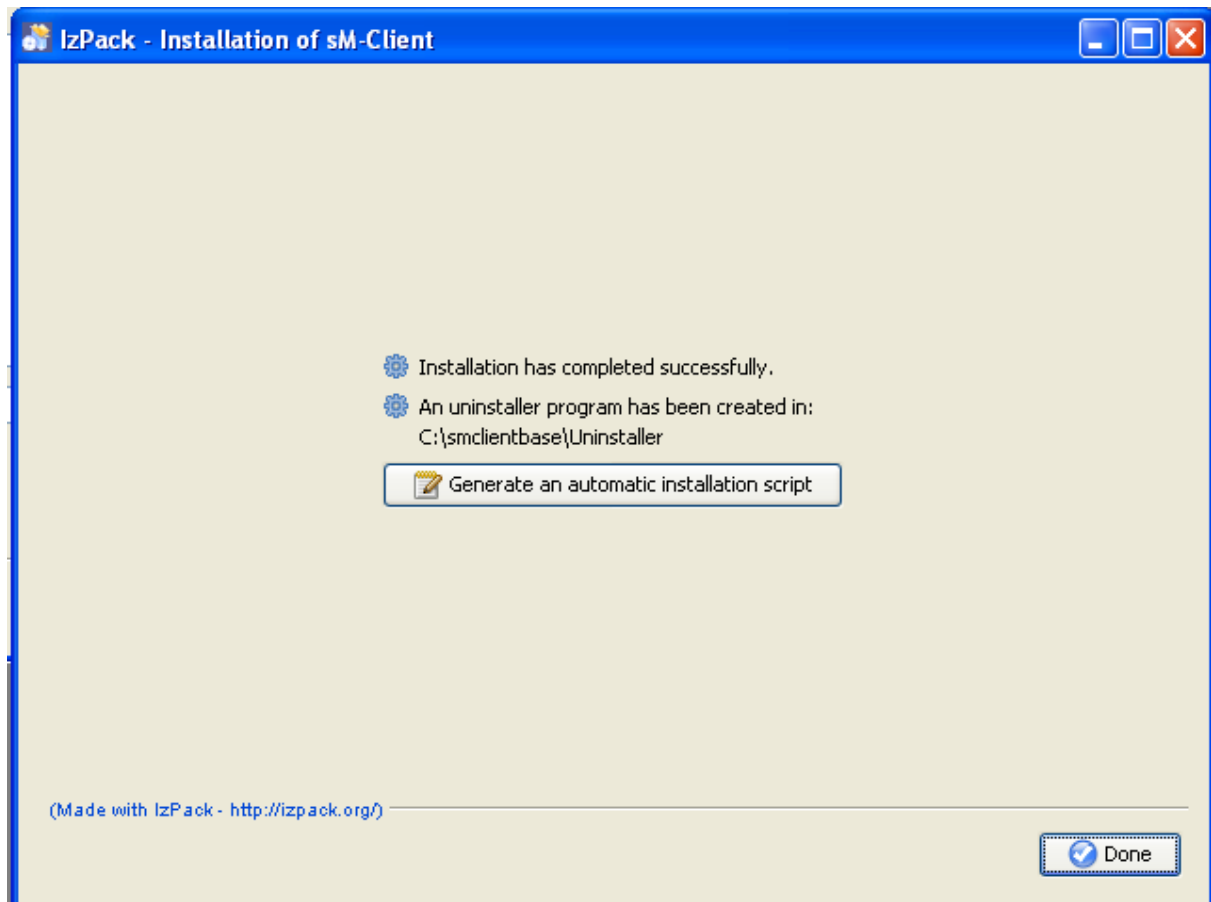 IzPack - Installation of sM-Client
Installation has completed successfully.
An uninstaller program has been created in:
C:\smclientbase\Uninstaller
Generate an automatic installation script
(Made with IzPack - http://izpack.org/)
Done